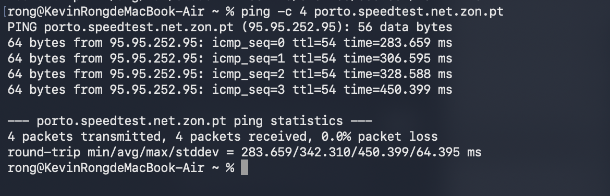 [rong@KevinRongdeMacBook-Air ~ % ping -c 4 porto.speedtest.net.zon.pt
PING porto.speedtest.net.zon.pt (95.95.252.95): 56 data bytes
64 bytes from 95.95.252.95: icmp_seq=0 ttl=54 time=283.659 ms
64 bytes from 95.95.252.95: icmp_seq=1 ttl=54 time=306.595 ms
64 bytes from 95.95.252.95: icmp_seq=2 ttl=54 time=328.588 ms
64 bytes from 95.95.252.95: icmp_seq=3 ttl=54 time=450.399 ms
--- porto.speedtest.net.zon.pt ping statistics ---
4 packets transmitted, 4 packets received, 0.0% packet loss
round-trip min/avg/max/stddev = 283.659/342.310/450.399/64.395 ms
rong@KevinRongdeMacBook-Air ~ %